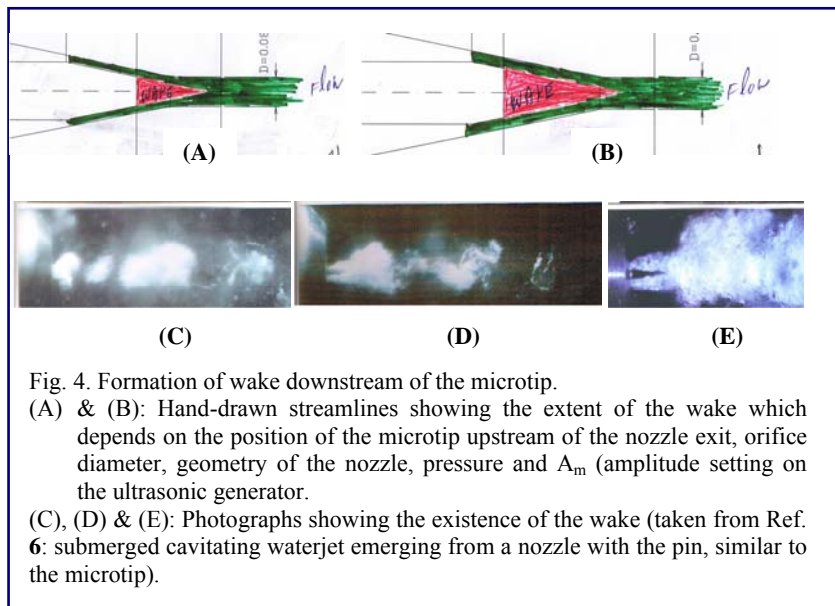 D=0.08
WAKE
Flow
D=0.
WAKE
Flow
(A)
(B)
(C)
(D)
(E)
Fig. 4. Formation of wake downstream of the microtip.
(A) & (B): Hand-drawn streamlines showing the extent of the wake which
depends on the position of the microtip upstream of the nozzle exit, orifice
diameter, geometry of the nozzle, pressure and Am (amplitude setting on
the ultrasonic generator.
(C), (D) & (E): Photographs showing the existence of the wake (taken from Ref.
6: submerged cavitating waterjet emerging from a nozzle with the pin, similar to
the microtip).